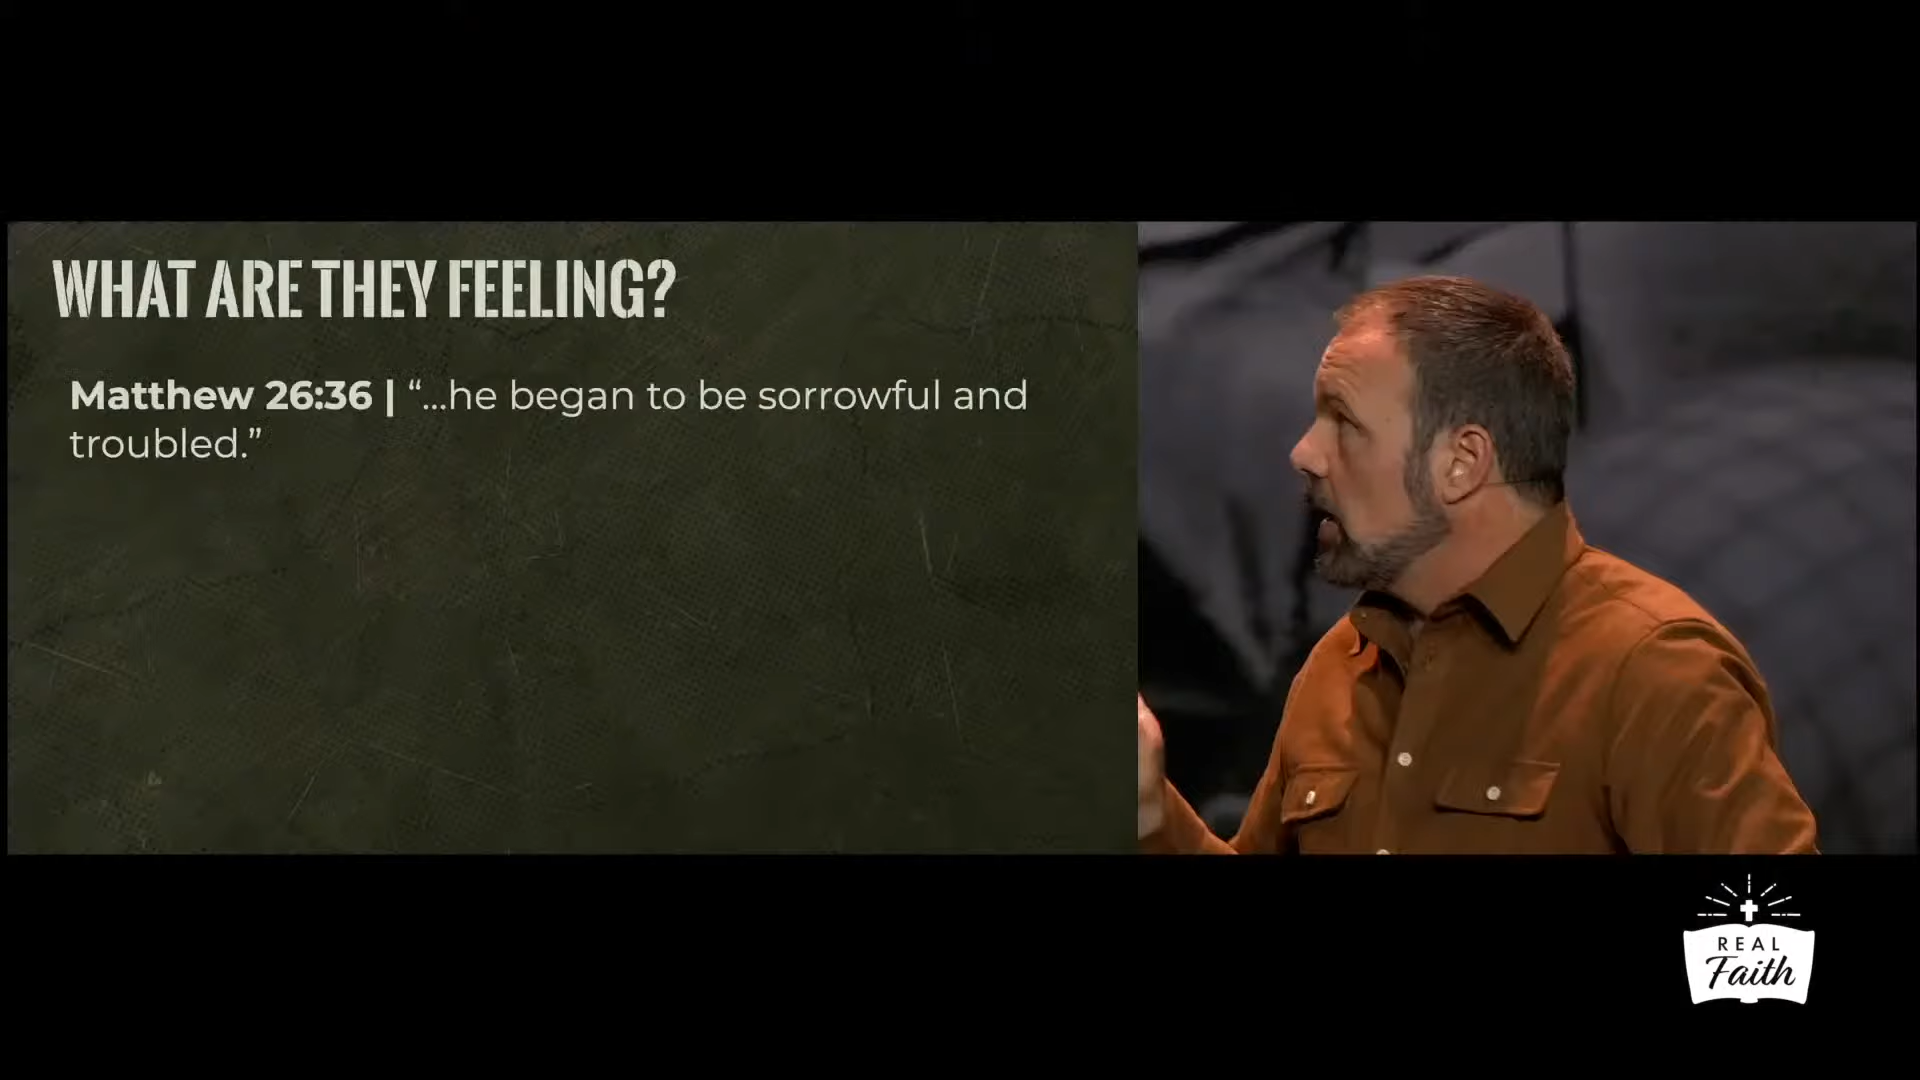 WHAT ARE THEY FEELING?
Matthew 26:36 | “...he began to be sorrowful and
troubled.”
REAL
Faith